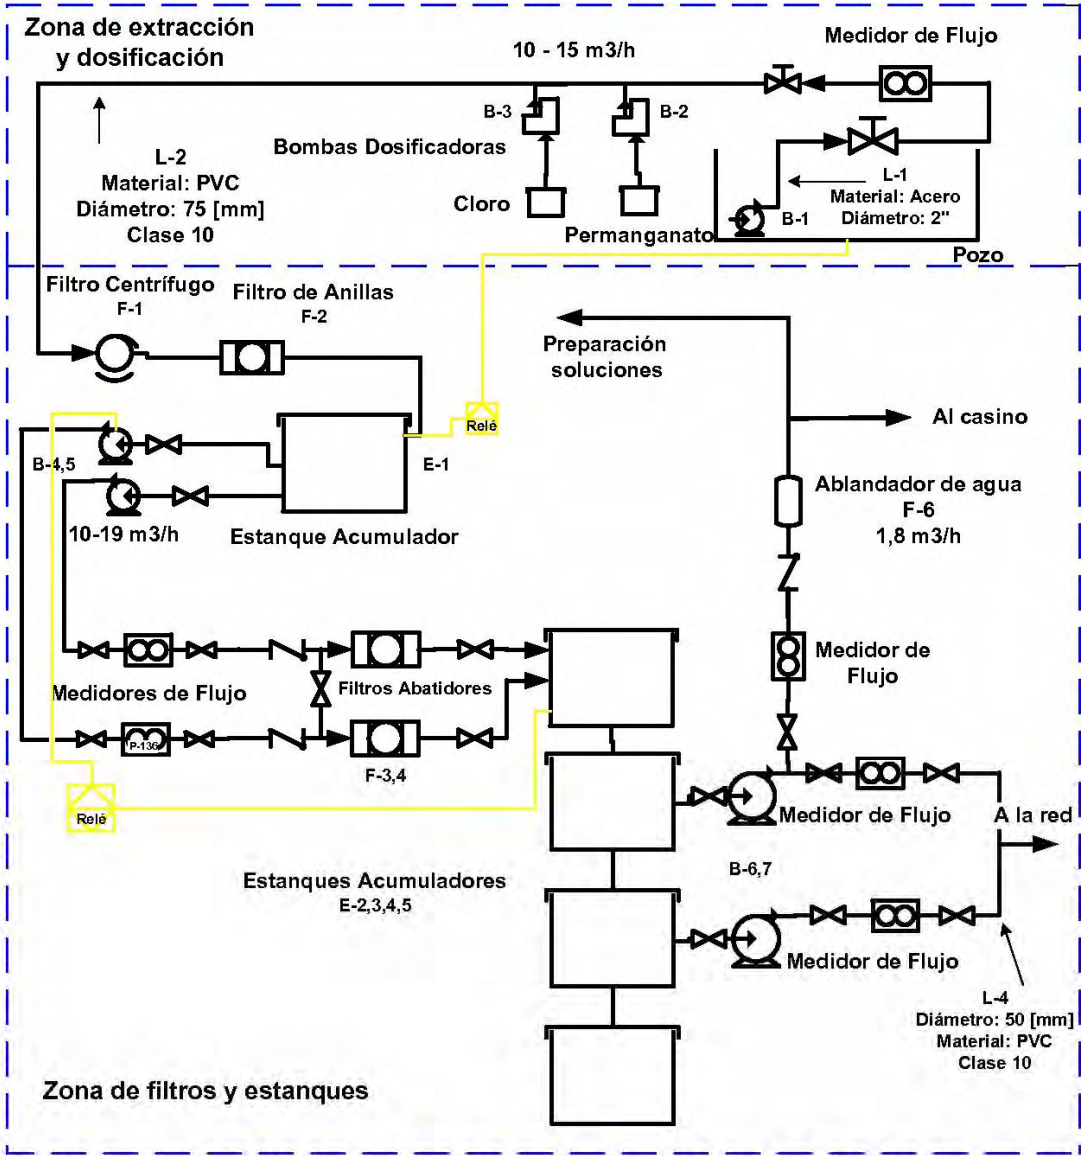 Zona de extracción
y dosificación
10 - 15 m3/h
Medidor de Flujo
B-3
B-2
Bombas Dosificadoras
L-2
Material: PVC
Diámetro: 75 [mm]
Clase 10
Cloro
Permanganato
L-1
Material: Acero
Diámetro: 2"
B-1
Pozo
Filtro Centrífugo
F-1
Filtro de Anillas
F-2
Preparación
soluciones
Al casino
Relé
B-4,5
E-1
10-19 m3/h
Estanque Acumulador
Ablandador de agua
F-6
1,8 m3/h
Medidores de Flujo
Filtros Abatidores
Medidor de
Flujo
P-136
F-3,4
Relé
Medidor de Flujo
A la red
B-6,7
Estanques Acumuladores
E-2,3,4,5
Medidor de Flujo
L-4
Diámetro: 50 [mm]
Material: PVC
Clase 10
Zona de filtros y estanques